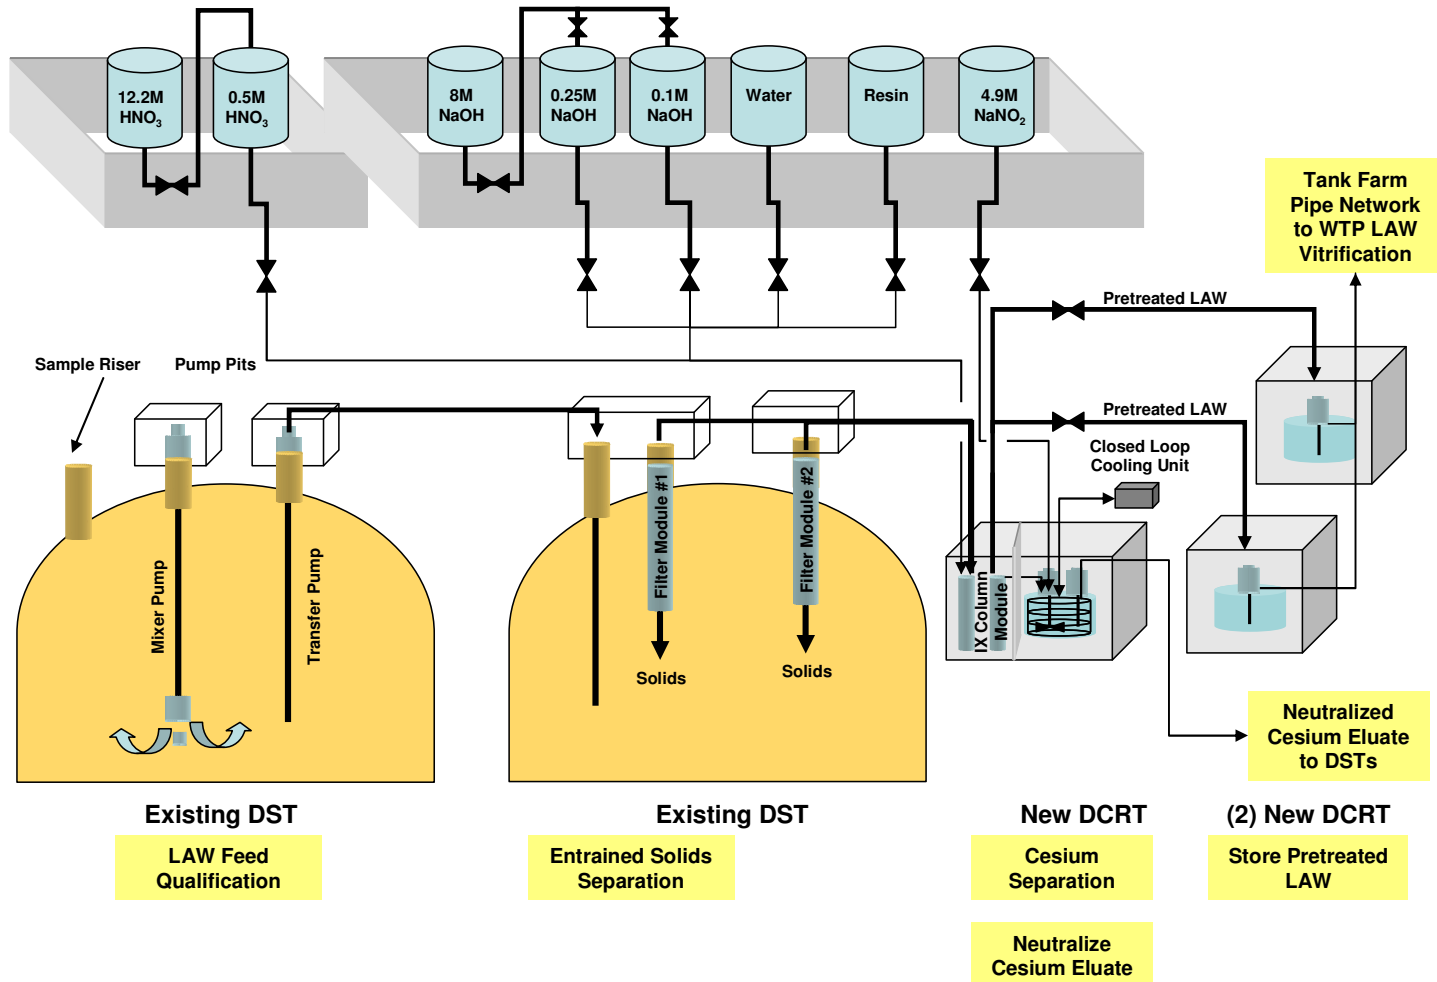 12.2M
HNO3
0.5M
HNO3
8M
NaOH
0.25M
NaOH
0.1M
NaOH
Water
Resin
4.9M
NaNO2
Tank Farm
Pipe Network
to WTP LAW
Vitrification
Pretreated LAW
Sample Riser
Pump Pits
Pretreated LAW
Closed Loop
Cooling Unit
Mixer Pump
Transfer Pump
Filter Module #1
Filter Module #2
Solids
Solids
IX Column
Module
Neutralized
Cesium Eluate
to DSTs
Existing DST
Existing DST
New DCRT
(2) New DCRT
LAW Feed
Qualification
Entrained Solids
Separation
Cesium
Separation
Store Pretreated
LAW
Neutralize
Cesium Eluate